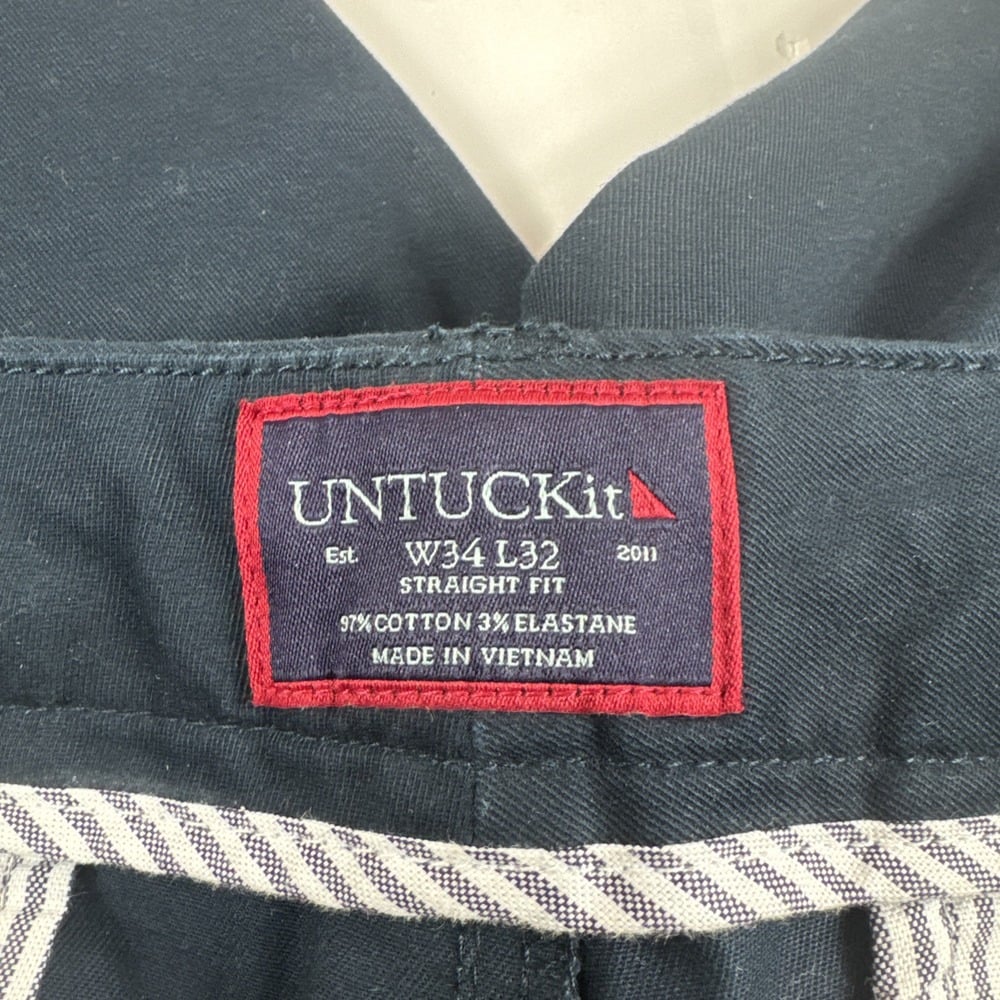 UNTUCKit
Est. W34 L32 2011
STRAIGHT FIT
97% COTTON 3% ELASTANE
MADE IN VIETNAM